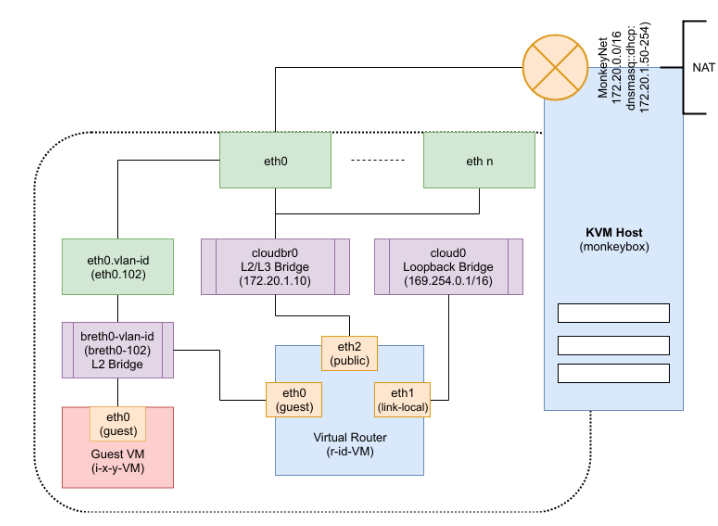 MonkeyNet
172.20.0.0/16
dnsmasq::dhcp:
172.20.1.50-254)
NAT
eth0
eth n
KVM Host
(monkeybox)
eth0.vlan-id
(eth0.102)
cloudbr0
L2/L3 Bridge
(172.20.1.10)
cloud0
Loopback Bridge
(169.254.0.1/16)
breth0-vlan-id
(breth0-102)
L2 Bridge
eth2
(public)
eth0
(guest)
eth1
(link-local)
eth0
(guest)
Guest VM
(i-x-y-VM)
Virtual Router
(r-id-VM)